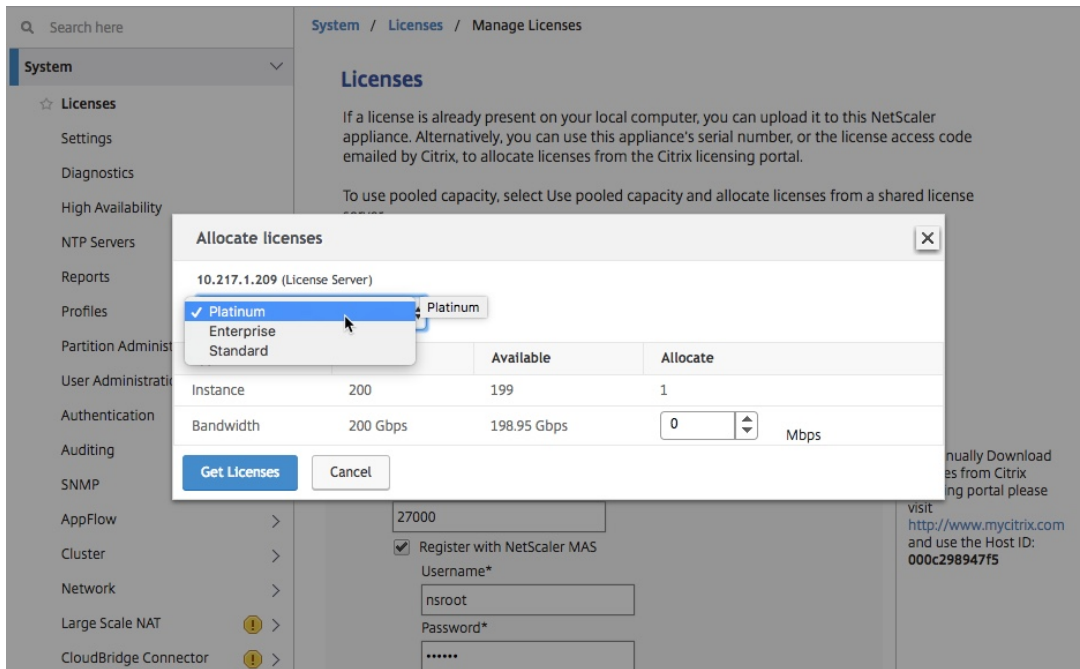 Search here
System / Licenses / Manage Licenses
System
Licenses
Licenses
If a license is already present on your local computer, you can upload it to this NetScaler
appliance. Alternatively, you can use this appliance's serial number, or the license access code
emailed by Citrix, to allocate licenses from the Citrix licensing portal.
To use pooled capacity, select Use pooled capacity and allocate licenses from a shared license
Settings
Diagnostics
High Availability
NTP Servers
Reports
Profiles
Partition Administ
User Administratio
Authentication
Auditing
SNMP
AppFlow
Cluster
Network
Large Scale NAT
CloudBridge Connector
Allocate licenses
10.217.1.209 (License Server)
Platinum
Platinum
Enterprise
Standard
Available Allocate
Instance 200 199 1
Bandwidth 200 Gbps 198.95 Gbps 0 Mbps
Get Licenses Cancel
27000
Register with NetScaler MAS
Username*
nsroot
Password*
••••••
nually Download
es from Citrix
ing portal please
visit
http://www.mycitrix.com
and use the Host ID:
000c298947f5